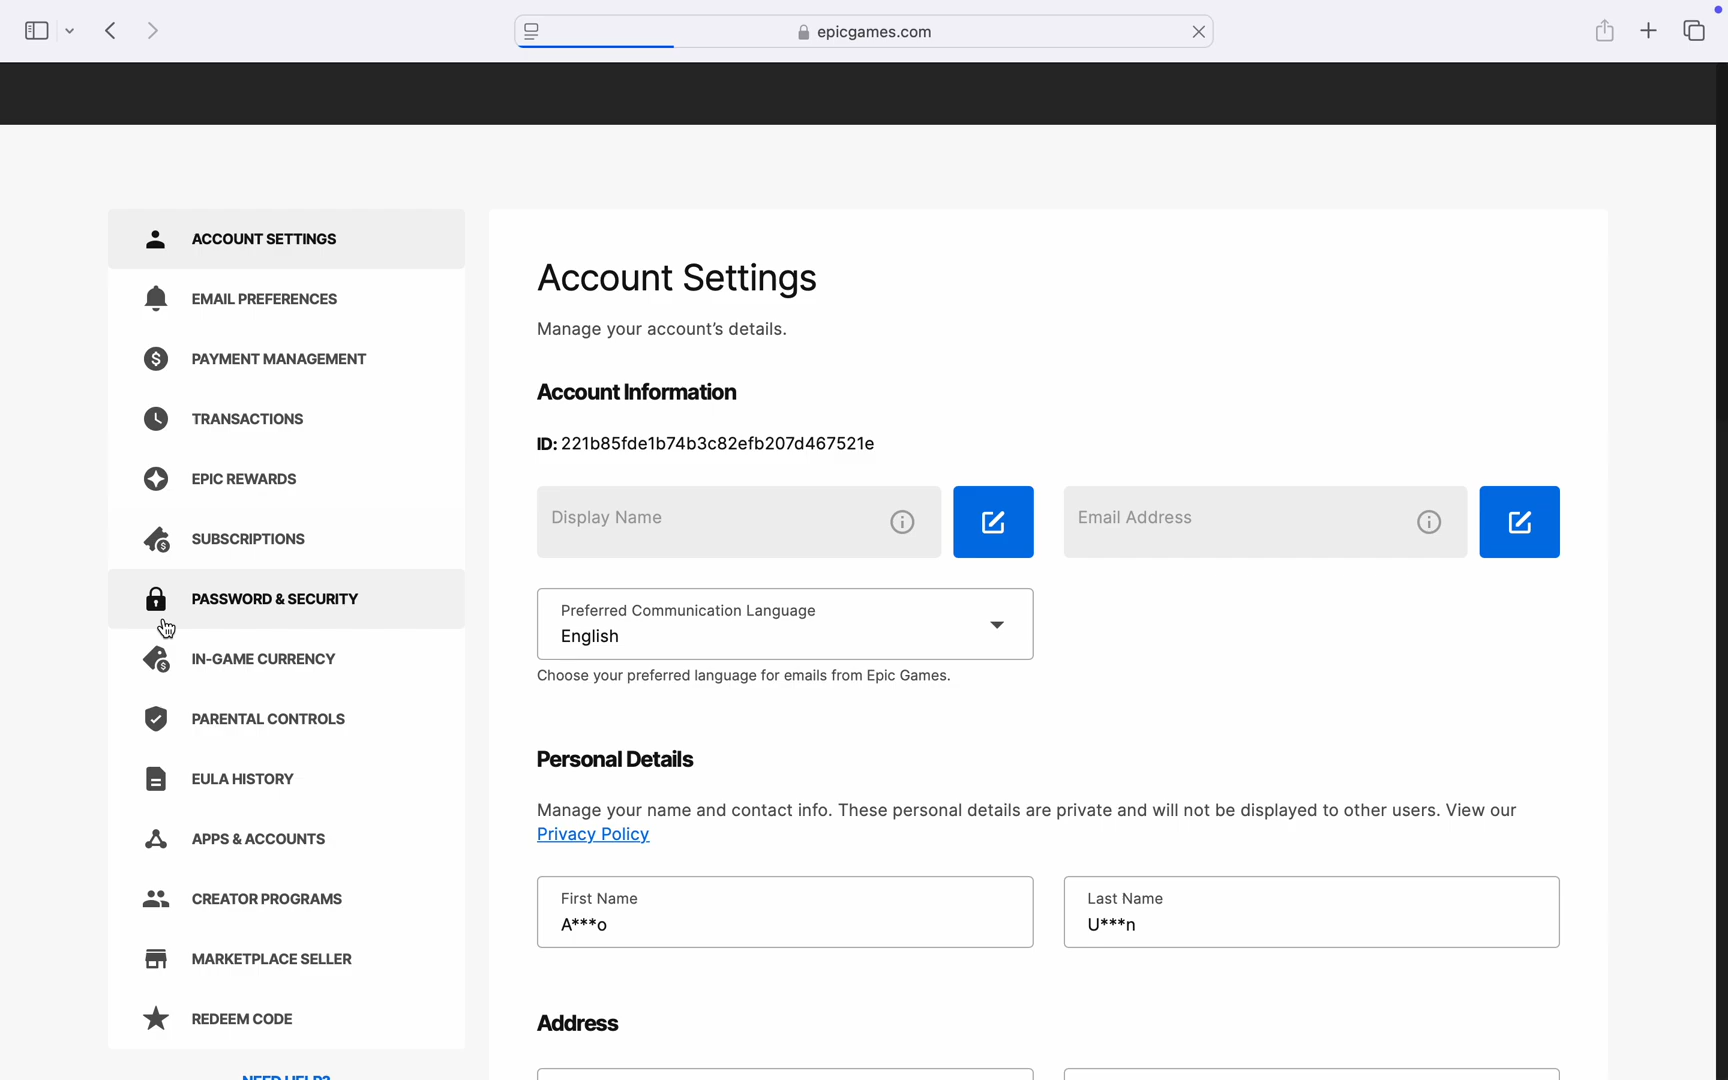 epicgames.com
ACCOUNT SETTINGS
EMAIL PREFERENCES
PAYMENT MANAGEMENT
TRANSACTIONS
EPIC REWARDS
SUBSCRIPTIONS
PASSWORD & SECURITY
IN-GAME CURRENCY
PARENTAL CONTROLS
EULA HISTORY
APPS & ACCOUNTS
CREATOR PROGRAMS
MARKETPLACE SELLER
REDEEM CODE
NEED HELP?
Account Settings
Manage your account's details.
Account Information
ID: 221b85fde1b74b3c82efb207d467521e
Display Name
Email Address
Preferred Communication Language
English
Choose your preferred language for emails from Epic Games.
Personal Details
Manage your name and contact info. These personal details are private and will not be displayed to other users. View our
Privacy Policy
First Name
A***o
Last Name
U***n
Address